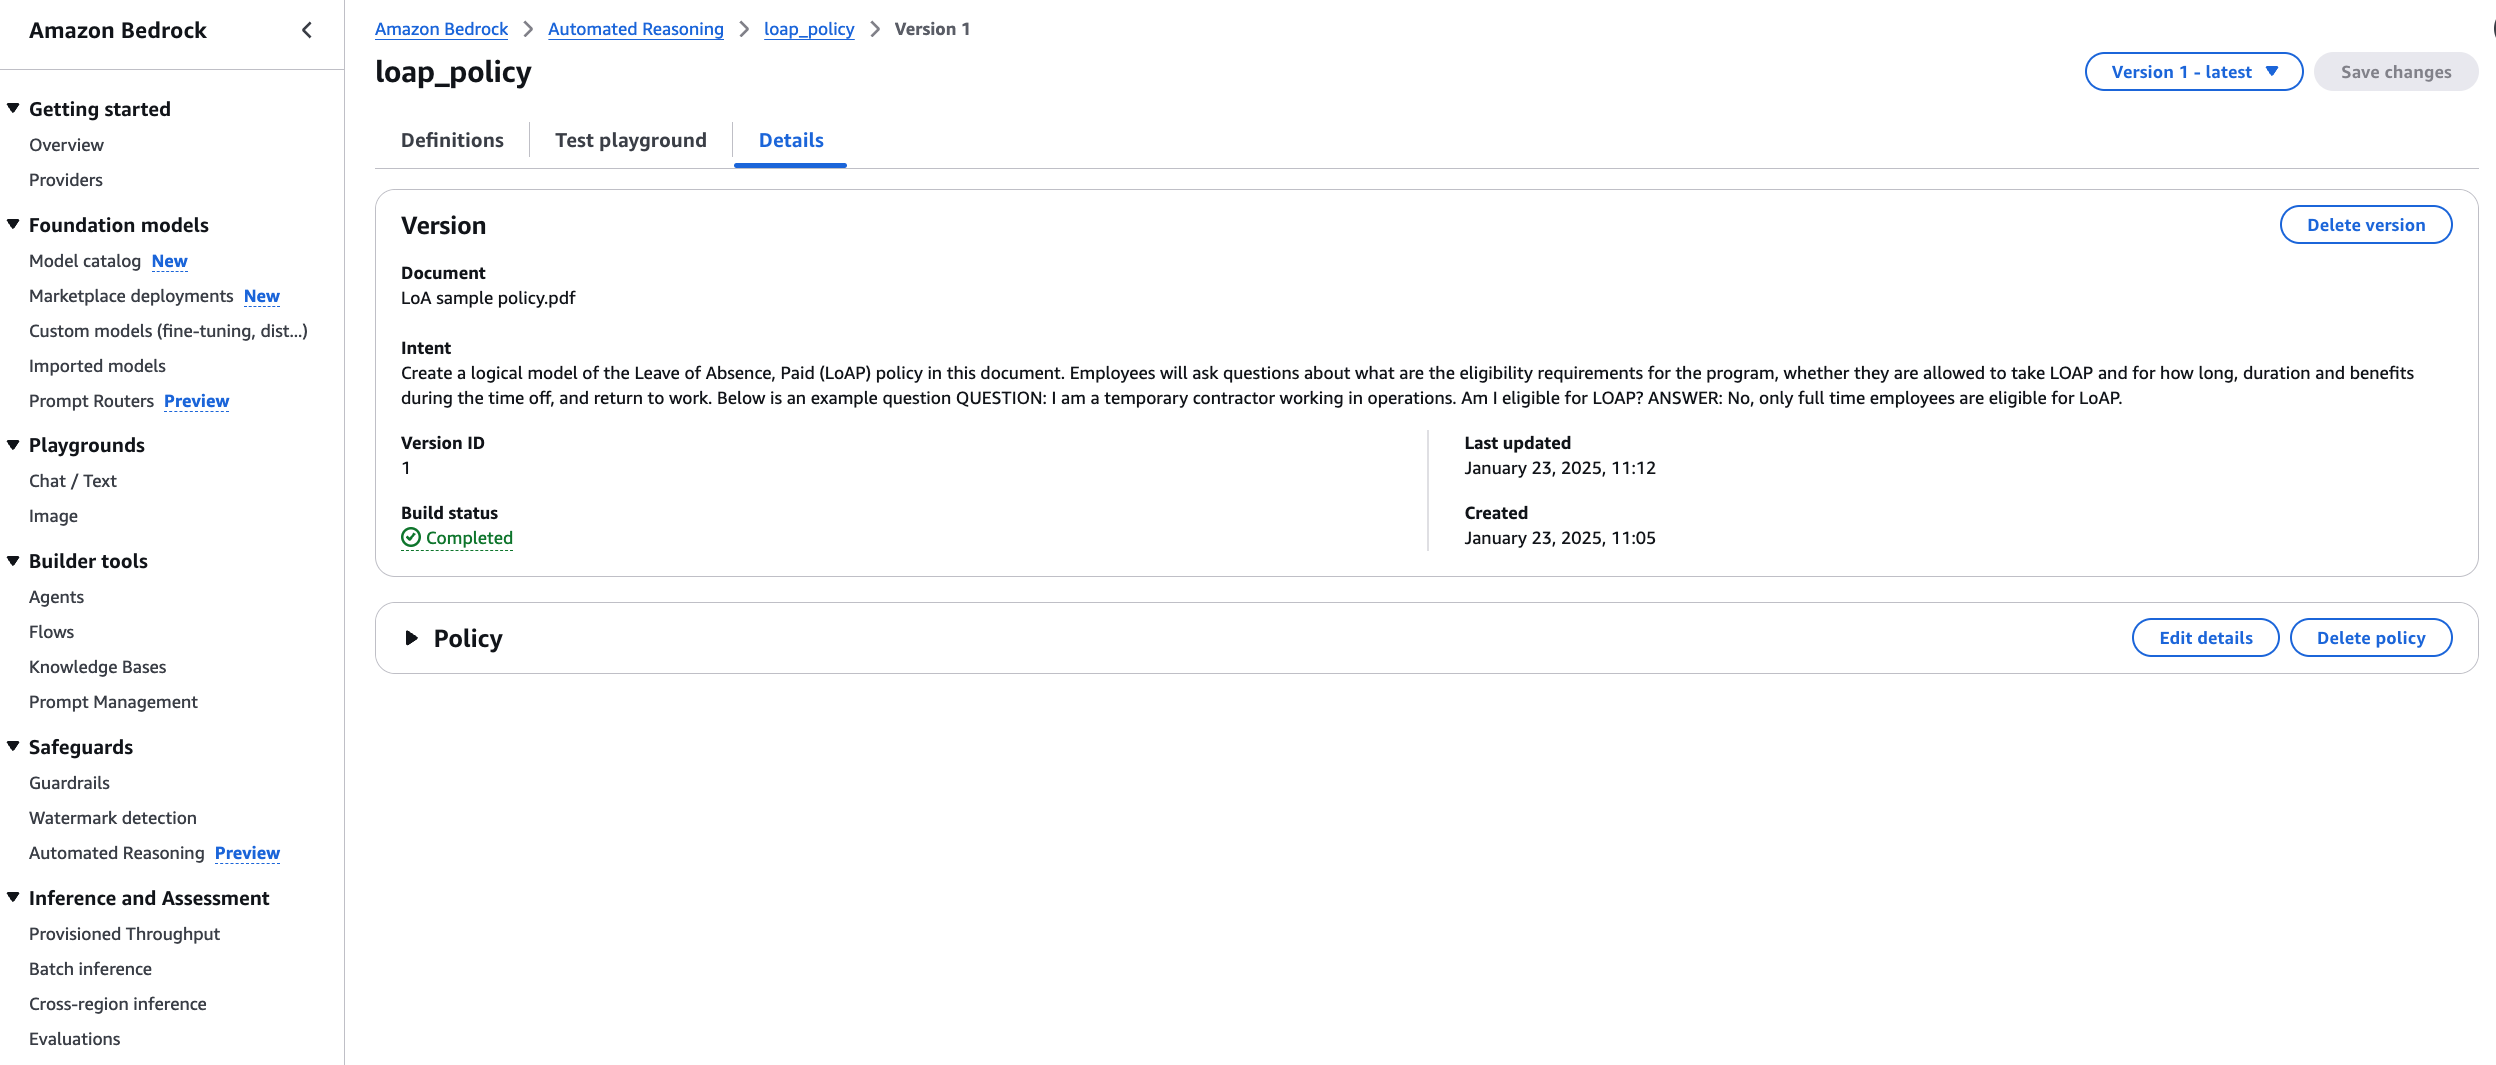 Amazon Bedrock
Getting started
Overview
Providers
Foundation models
Model catalog New
Marketplace deployments New
Custom models (fine-tuning, dist...)
Imported models
Prompt Routers Preview
Playgrounds
Chat / Text
Image
Builder tools
Agents
Flows
Knowledge Bases
Prompt Management
Safeguards
Guardrails
Watermark detection
Automated Reasoning Preview
Inference and Assessment
Provisioned Throughput
Batch inference
Cross-region inference
Evaluations
Amazon Bedrock > Automated Reasoning > loap_policy > Version 1
loap_policy
Version 1 - latest
Save changes
Definitions
Test playground
Details
Version
Delete version
Document
LoA sample policy.pdf
Intent
Create a logical model of the Leave of Absence, Paid (LoAP) policy in this document. Employees will ask questions about what are the eligibility requirements for the program, whether they are allowed to take LOAP and for how long, duration and benefits
during the time off, and return to work. Below is an example question QUESTION: I am a temporary contractor working in operations. Am I eligible for LOAP? ANSWER: No, only full time employees are eligible for LoAP.
Version ID
1
Build status
Completed
Last updated
January 23, 2025, 11:12
Created
January 23, 2025, 11:05
Policy
Edit details
Delete policy